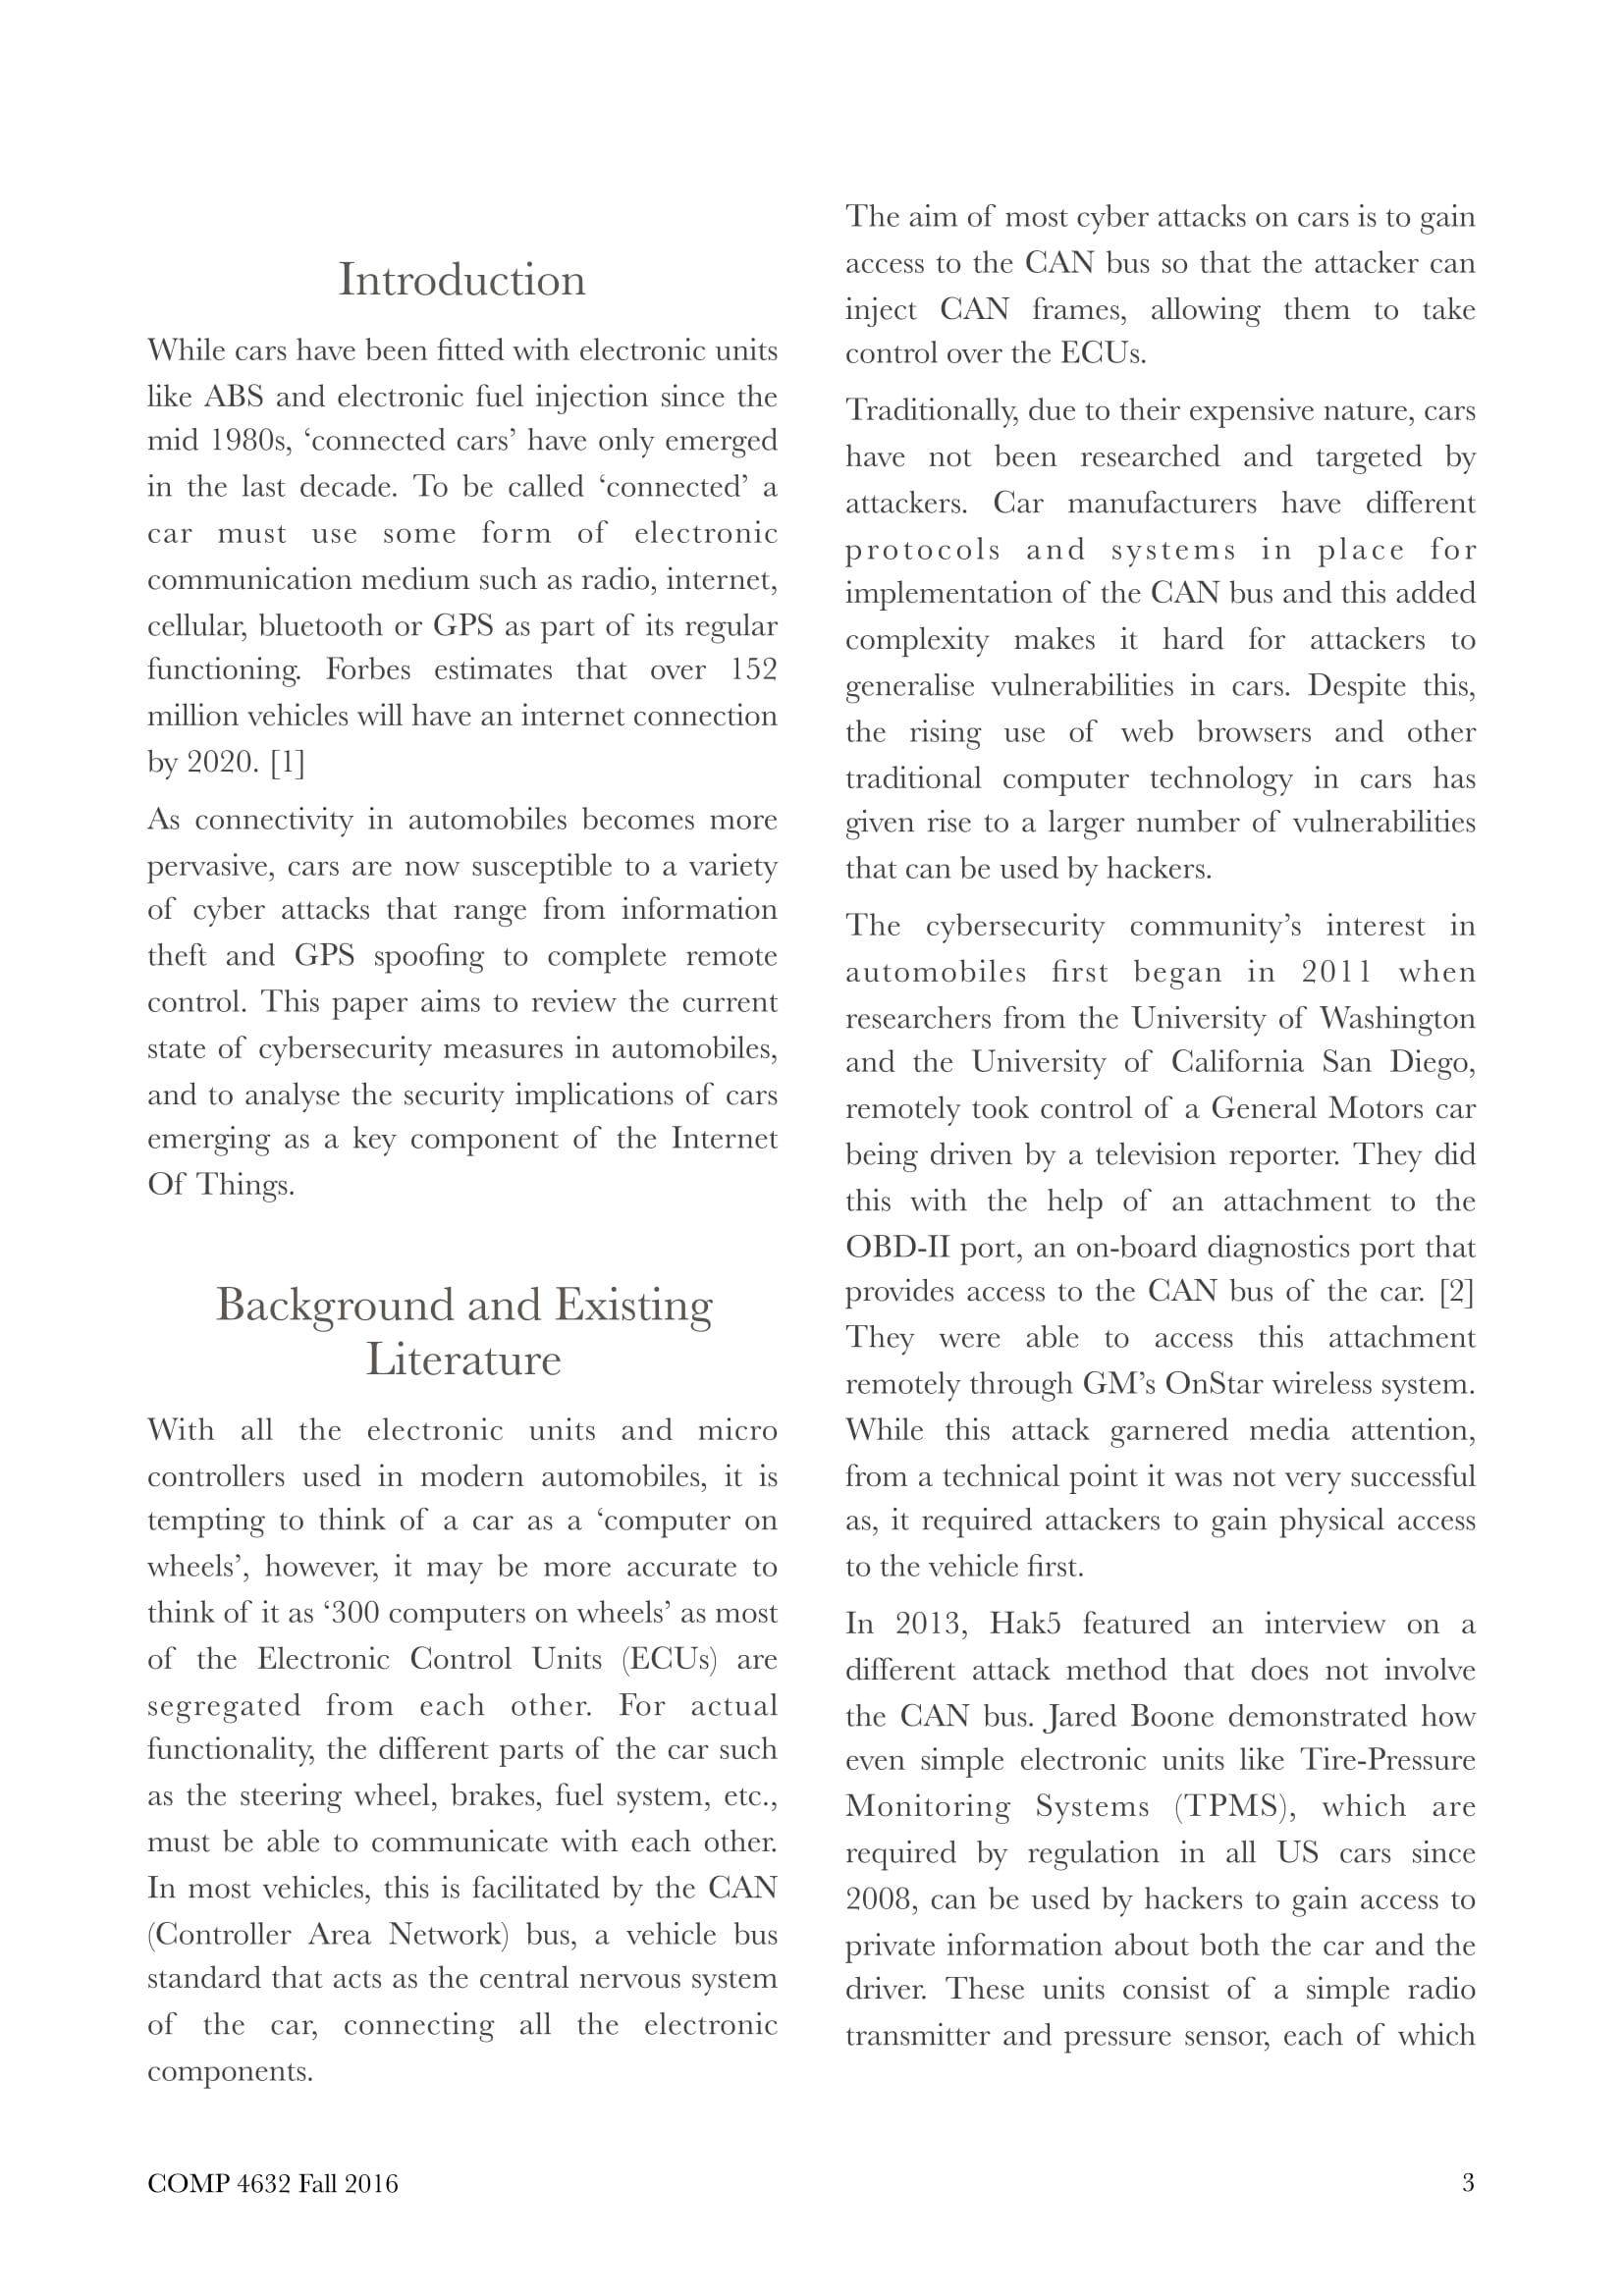 Introduction
While cars have been fitted with electronic units
like ABS and electronic fuel injection since the
mid 1980s, ‘connected cars’ have only emerged
in the last decade. To be called ‘connected’ a
car must use some form of electronic
communication medium such as radio, internet,
cellular, bluetooth or GPS as part of its regular
functioning. Forbes estimates that over 152
million vehicles will have an internet connection
by 2020. [1]
As connectivity in automobiles becomes more
pervasive, cars are now susceptible to a variety
of cyber attacks that range from information
theft and GPS spoofing to complete remote
control. This paper aims to review the current
state of cybersecurity measures in automobiles,
and to analyse the security implications of cars
emerging as a key component of the Internet
Of Things.
Background and Existing
Literature
With all the electronic units and micro
controllers used in modern automobiles, it is
tempting to think of a car as a ‘computer on
wheels’, however, it may be more accurate to
think of it as ‘300 computers on wheels’ as most
of the Electronic Control Units (ECUs) are
segregated from each other. For actual
functionality, the different parts of the car such
as the steering wheel, brakes, fuel system, etc.,
must be able to communicate with each other.
In most vehicles, this is facilitated by the CAN
(Controller Area Network) bus, a vehicle bus
standard that acts as the central nervous system
of the car, connecting all the electronic
components.
The aim of most cyber attacks on cars is to gain
access to the CAN bus so that the attacker can
inject CAN frames, allowing them to take
control over the ECUs.
Traditionally, due to their expensive nature, cars
have not been researched and targeted by
attackers. Car manufacturers have different
protocols and systems in place for
implementation of the CAN bus and this added
complexity makes it hard for attackers to
generalise vulnerabilities in cars. Despite this,
the rising use of web browsers and other
traditional computer technology in cars has
given rise to a larger number of vulnerabilities
that can be used by hackers.
The cybersecurity community’s interest in
automobiles first began in 2011 when
researchers from the University of Washington
and the University of California San Diego,
remotely took control of a General Motors car
being driven by a television reporter. They did
this with the help of an attachment to the
OBD-II port, an on-board diagnostics port that
provides access to the CAN bus of the car. [2]
They were able to access this attachment
remotely through GM’s OnStar wireless system.
While this attack garnered media attention,
from a technical point it was not very successful
as, it required attackers to gain physical access
to the vehicle first.
In 2013, Hak5 featured an interview on a
different attack method that does not involve
the CAN bus. Jared Boone demonstrated how
even simple electronic units like Tire-Pressure
Monitoring Systems (TPMS), which are
required by regulation in all US cars since
2008, can be used by hackers to gain access to
private information about both the car and the
driver. These units consist of a simple radio
transmitter and pressure sensor, each of which
COMP 4632 Fall 2016
3